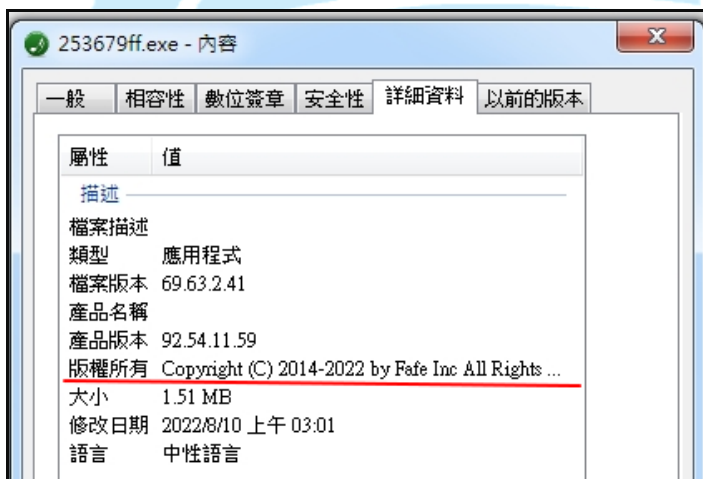 253679ff.exe - 內容
一般 相容性 數位簽章 安全性 詳細資料 以前的版本
屬性 值
描述
檔案描述
類型 應用程式
檔案版本 69.63.2.41
產品名稱
產品版本 92.54.11.59
版權所有 Copyright (C) 2014-2022 by Fafe Inc All Rights ...
大小 1.51 MB
修改日期 2022/8/10 上午 03:01
語言 中性語言